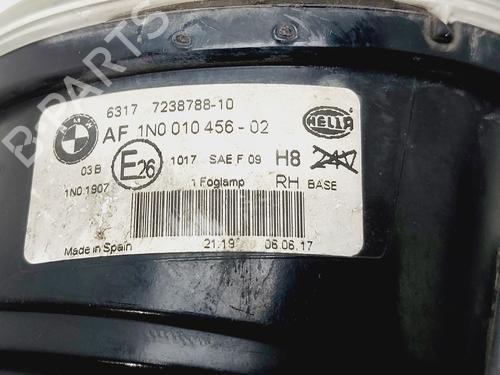 B-PARTS
6317 7238788-10
AF 1N0 010 456-02
HELLA
03 B E26 1017 SAE F 09 H8
1N0.1907 1 Foglamp RH BASE
Made in Spain 21.19 06.06.17